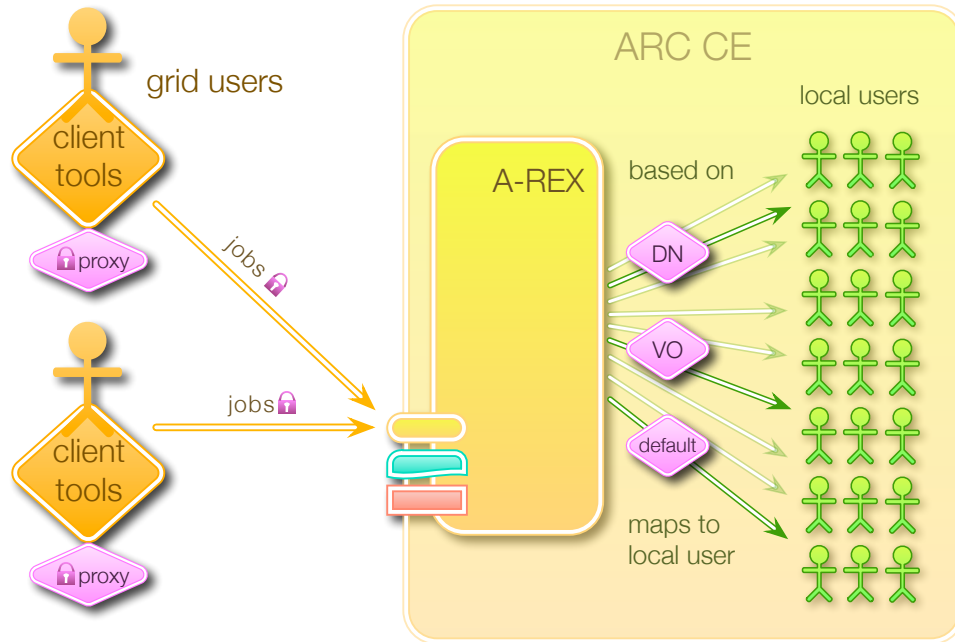 grid users
client
tools
proxy
jobs
client
tools
proxy
jobs
ARC CE
A-REX
local users
based on
DN
VO
default
maps to
local user